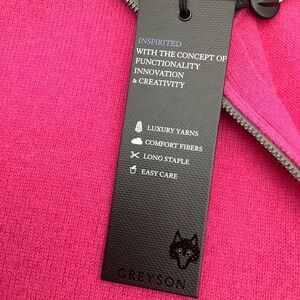 INSPIRITED
WITH THE CONCEPT OF
FUNCTIONALITY
INNOVATION
& CREATIVITY
LUXURY YARNS
COMFORT FIBERS
LONG STAPLE
EASY CARE
GREYSON